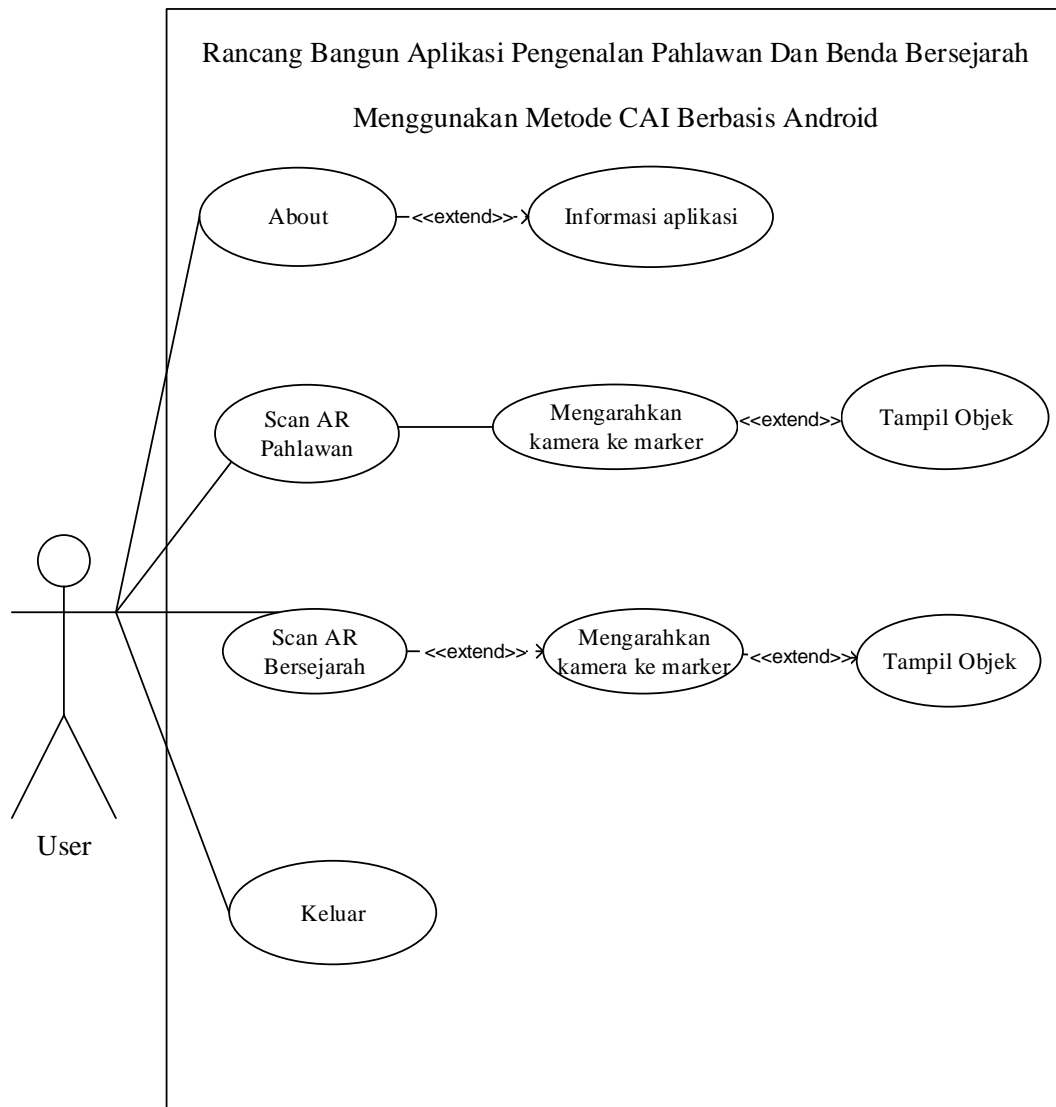 Rancang Bangun Aplikasi Pengenalan Pahlawan Dan Benda Bersejarah
Menggunakan Metode CAI Berbasis Android
About
<<extend>>
Informasi aplikasi
Scan AR
Pahlawan
Mengarahkan
kamera ke marker
<<extend>>
Tampil Objek
Scan AR
Bersejarah
<<extend>>
Mengarahkan
kamera ke marker
<<extend>>
Tampil Objek
User
Keluar